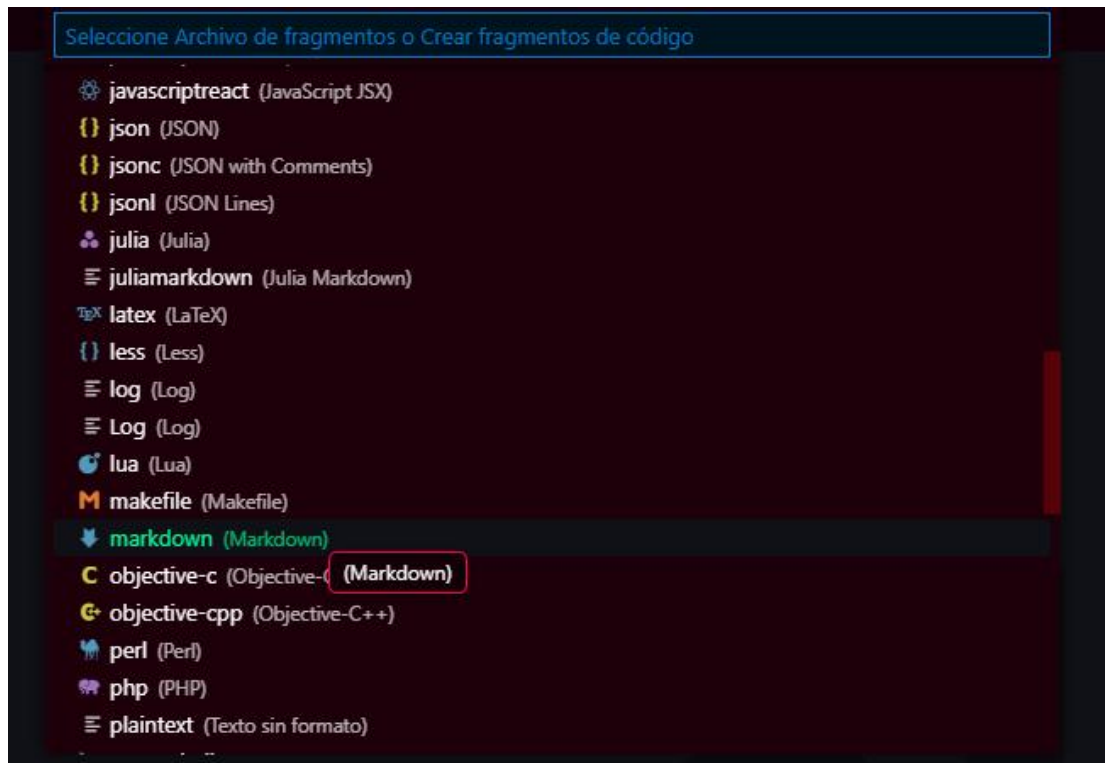 Seleccione Archivo de fragmentos o Crear fragmentos de código
javascriptreact (JavaScript JSX)
{} json (JSON)
{} jsonc (JSON with Comments)
{} jsonl (JSON Lines)
julia (Julia)
juliamarkdown (Julia Markdown)
TEX latex (LaTeX)
{} less (Less)
log (Log)
Log (Log)
lua (Lua)
M makefile (Makefile)
markdown (Markdown)
C objective-c (Objective-
(Markdown)
C+ objective-cpp (Objective-C++)
perl (Perl)
php (PHP)
plaintext (Texto sin formato)